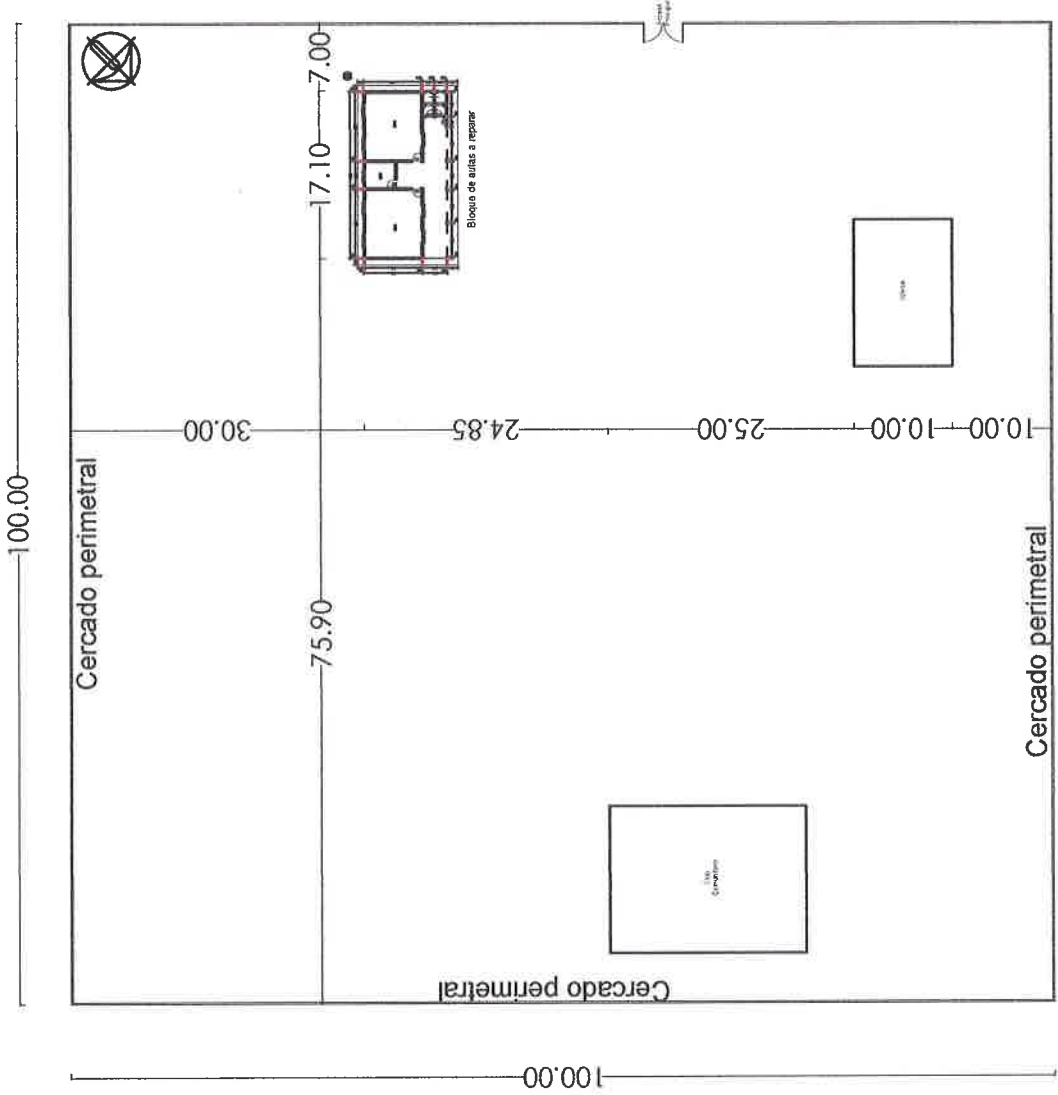 100.00
Cercado perimetral
7.00
17.10
75.90
Bloque de aulas a reparar
30.00
24.85
25.00
10.00
10.00
Cercado perimetral
Cercado perimetral
100.00